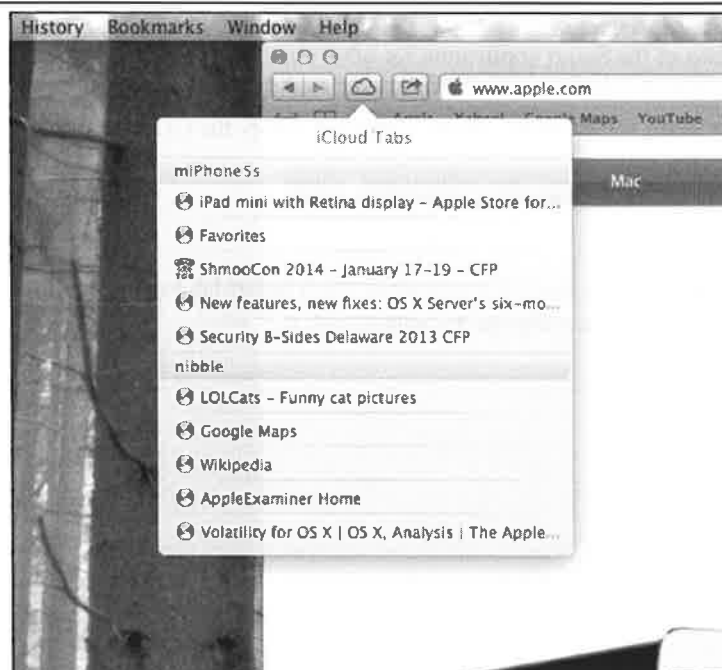 History Bookmarks Window Help
www.apple.com
Apple Yahoo! Google Maps YouTube
iCloud Tabs
miPhone5s
Mac
iPad mini with Retina display – Apple Store for...
Favorites
ShmooCon 2014 – January 17-19 – CFP
New features, new fixes: OS X Server's six-mo...
Security B-Sides Delaware 2013 CFP
nibble
LOLCats – Funny cat pictures
Google Maps
Wikipedia
AppleExaminer Home
Volatility for OS X | OS X, Analysis | The Apple...